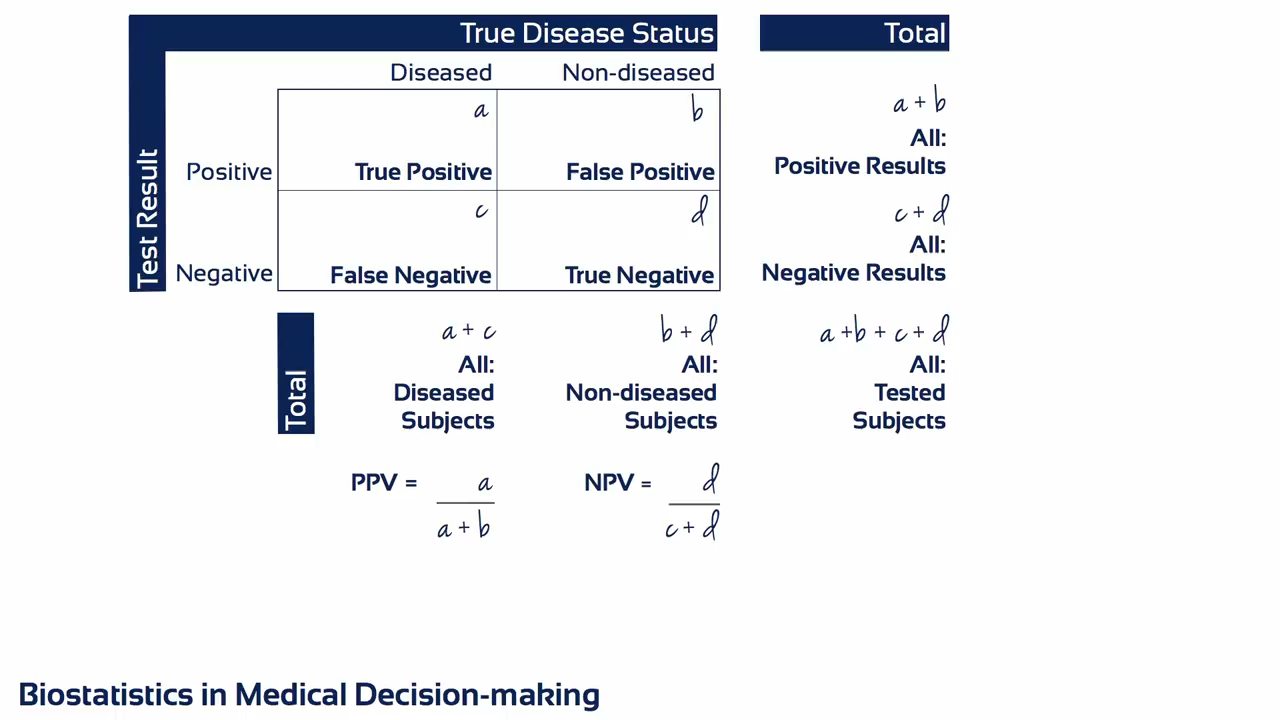 True Disease Status Total
Diseased Non-diseased
Test Result
a b a + b
All:
Positive True Positive False Positive Positive Results
c d c + d
All:
Negative False Negative True Negative Negative Results
Total
a + c b + d a +b + c + d
All: All: All:
Diseased Non-diseased Tested
Subjects Subjects Subjects
PPV = a NPV = d
a + b c + d
Biostatistics in Medical Decision-making